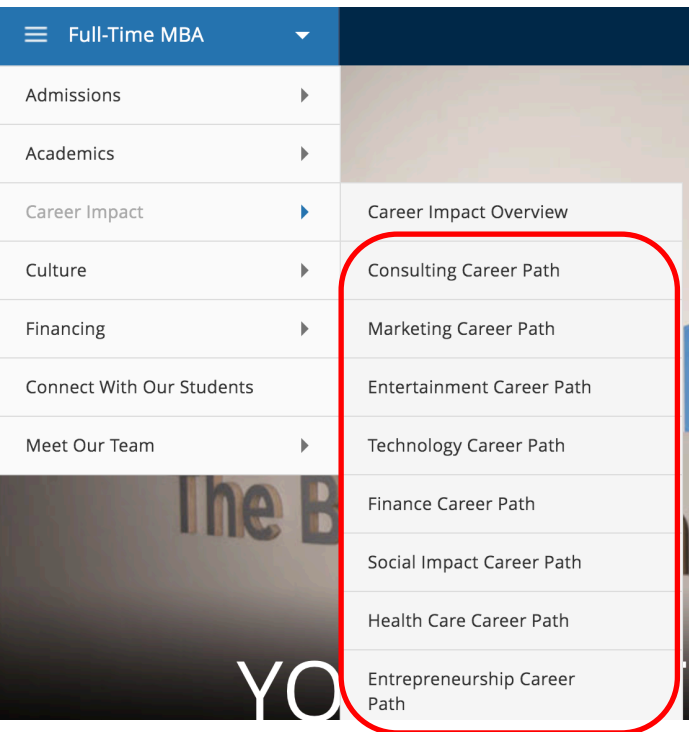 Full-Time MBA
Admissions
Academics
Career Impact
Career Impact Overview
Culture
Consulting Career Path
Financing
Marketing Career Path
Connect With Our Students
Entertainment Career Path
Meet Our Team
Technology Career Path
The B
Finance Career Path
Social Impact Career Path
Health Care Career Path
YO
Entrepreneurship Career
Path